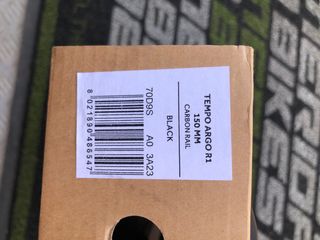 TEMPO ARGO R1
150 MM
CARBON RAIL
BLACK
70D9S A0 3A23
8 021890 486547